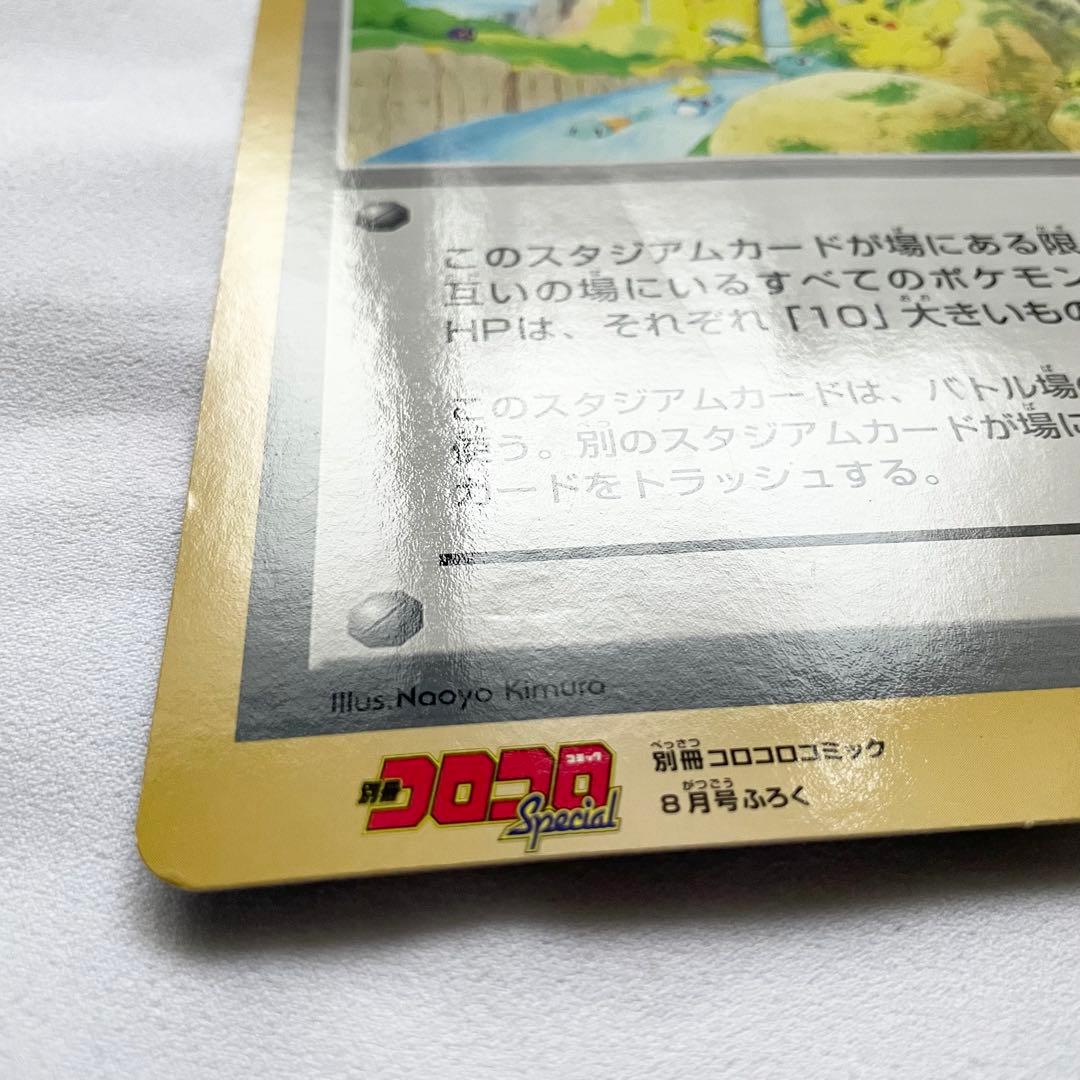 このスタジアムカードが場にある限
互いの場にいるすべてのポケモン
HPは、それぞれ「10」大きいもの
このスタジアムカードは、バトル場の
使う。別のスタジアムカードが場に
カードをトラッシュする。
Illus. Naoyo Kimura
別冊 コロコロ コミック Special
別冊コロコロコミック
8月号ふろく